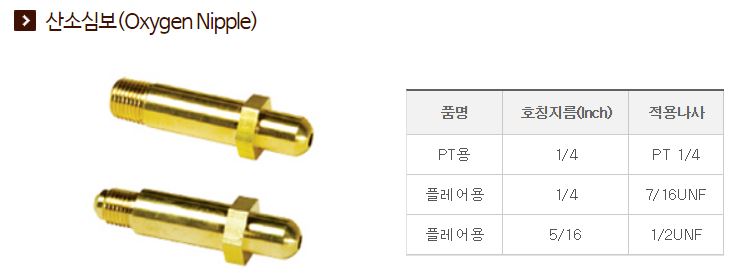 산소심보(Oxygen Nipple)
품명 호칭지름(Inch) 적용나사
PT용 1/4 PT 1/4
플레어용 1/4 7/16UNF
플레어용 5/16 1/2UNF